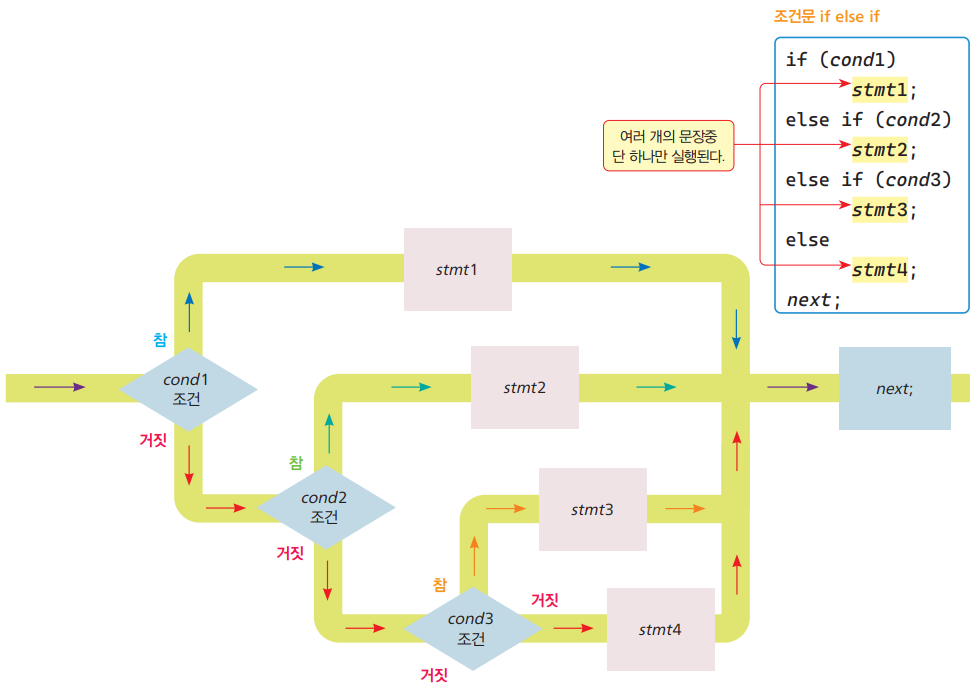 조건문 if else if
if (cond1)
stmt1;
else if (cond2)
stmt2;
else if (cond3)
stmt3;
else
stmt4;
next;
여러 개의 문장중
단 하나만 실행된다.
stmt1
참
cond1
조건
거짓
stmt2
next;
참
cond2
조건
거짓
stmt3
참
cond3
조건
거짓
stmt4
거짓